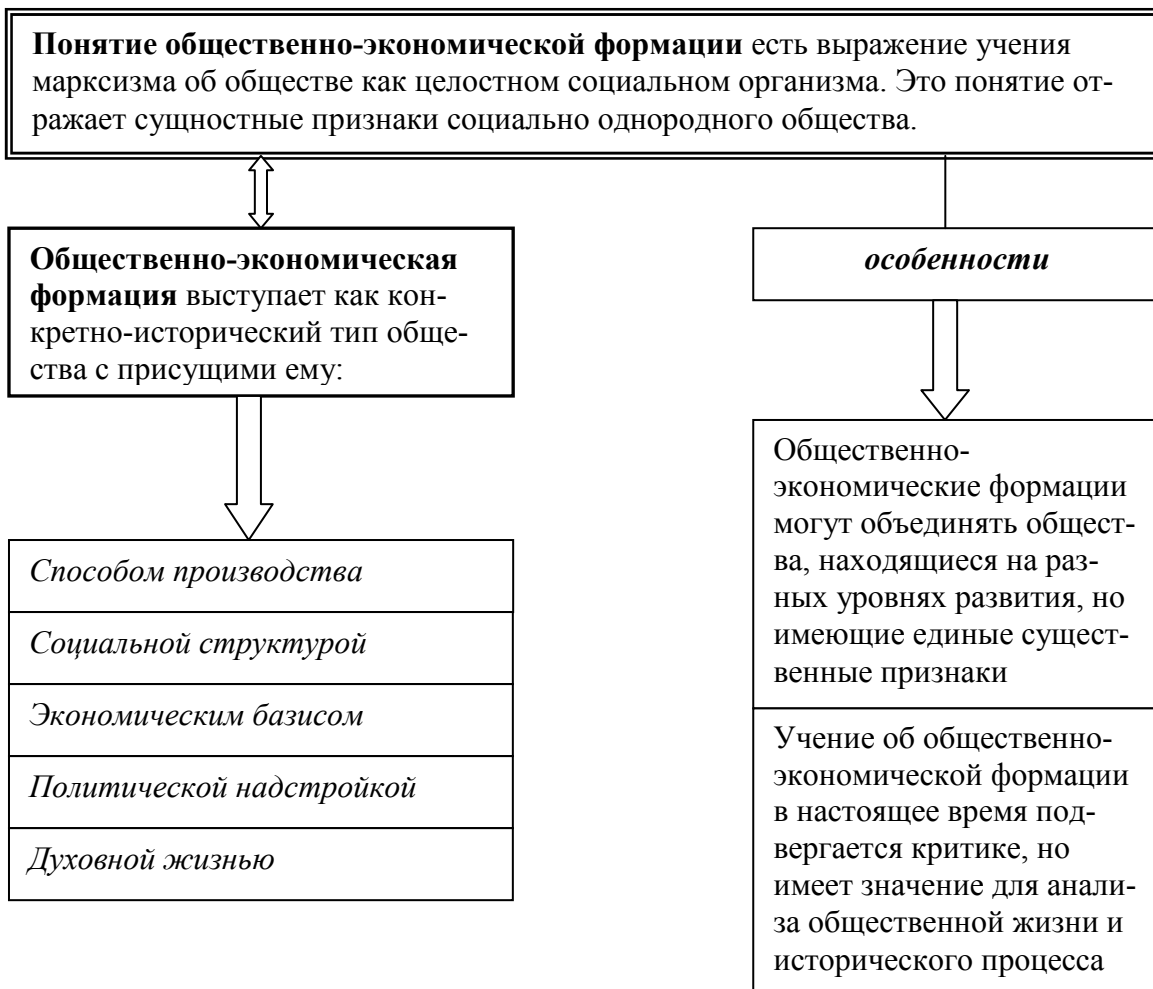 Понятие общественно-экономической формации есть выражение учения
марксизма об обществе как целостном социальном организма. Это понятие от-
ражает сущностные признаки социально однородного общества.
Общественно-экономическая
формация выступает как кон-
кретно-исторический тип обще-
ства с присущими ему:
Способом производства
Социальной структурой
Экономическим базисом
Политической надстройкой
Духовной жизнью
особенности
Общественно-
экономические формации
могут объединять общест-
ва, находящиеся на раз-
ных уровнях развития, но
имеющие единые сущест-
венные признаки
Учение об общественно-
экономической формации
в настоящее время под-
вергается критике, но
имеет значение для анали-
за общественной жизни и
исторического процесса